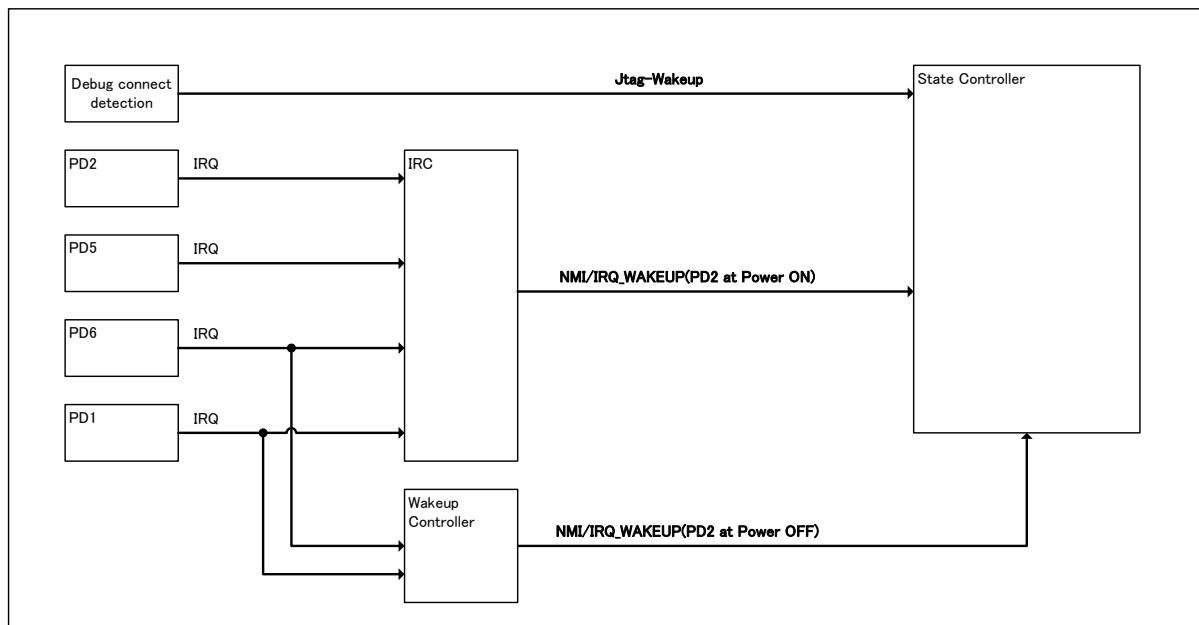 Debug connect
detection
Jtag-Wakeup
State Controller
PD2
IRQ
IRC
PD5
IRQ
NMI/IRQ_WAKEUP(PD2 at Power ON)
PD6
IRQ
PD1
IRQ
Wakeup
Controller
NMI/IRQ_WAKEUP(PD2 at Power OFF)